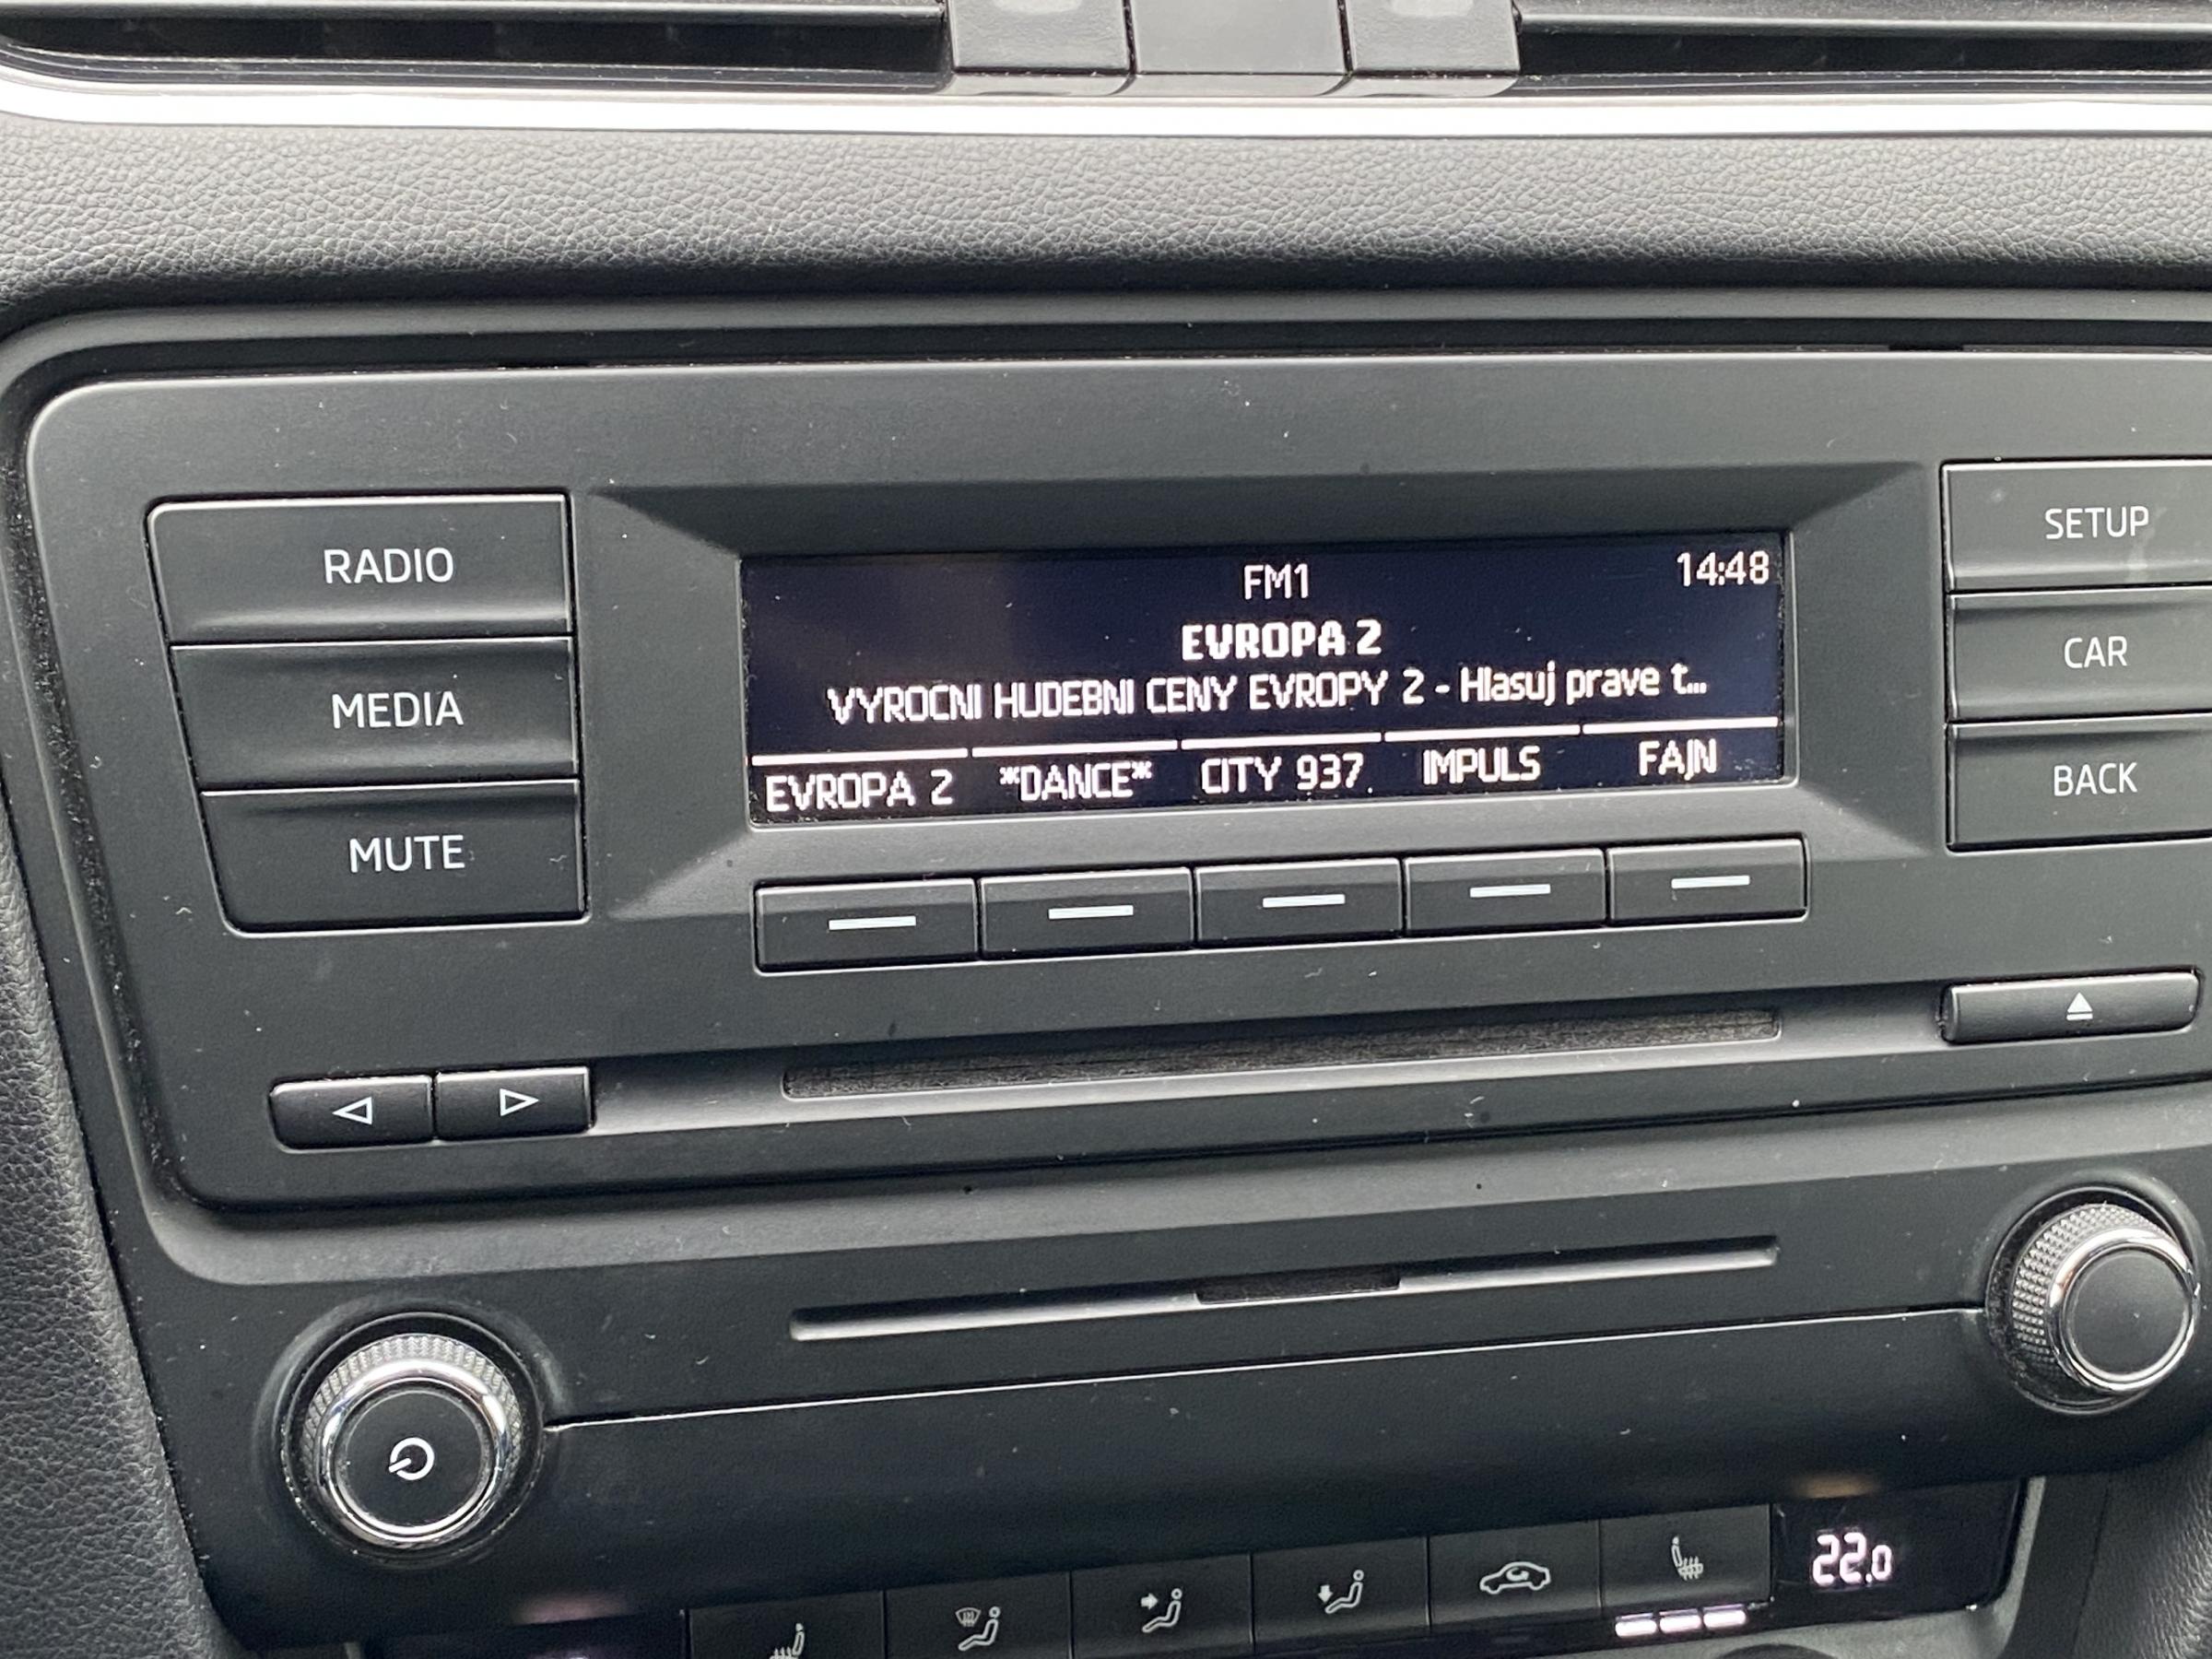 RADIO
MEDIA
MUTE
FM1
14:48
EVROPA 2
VYROCNI HUDEBNI CENY EVROPY 2 - Hlasuj prave t...
EVROPA 2 *DANCE* CITY 937 IMPULS FAJN
SETUP
CAR
BACK
22.0